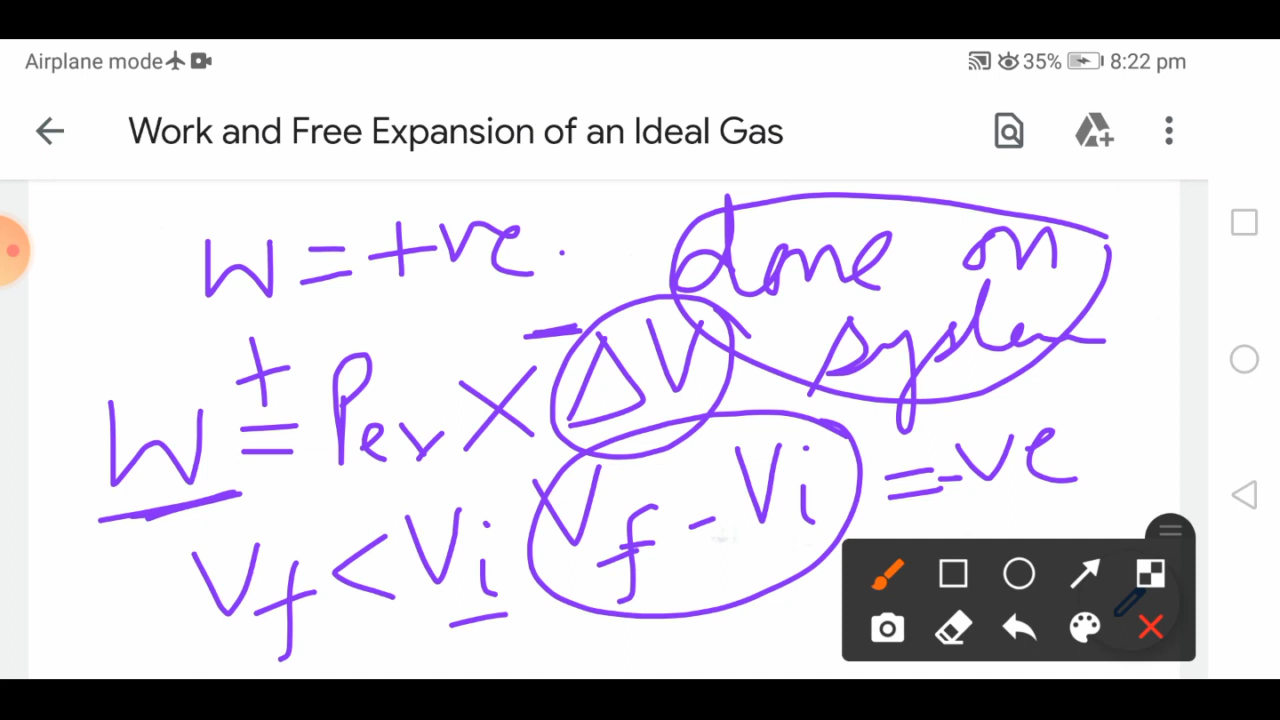 Airplane mode 35% 8:22 pm
Work and Free Expansion of an Ideal Gas
W = +ve. done on
system
+ -
W = Pex × ΔV
Vf - Vi = -ve
Vf < Vi